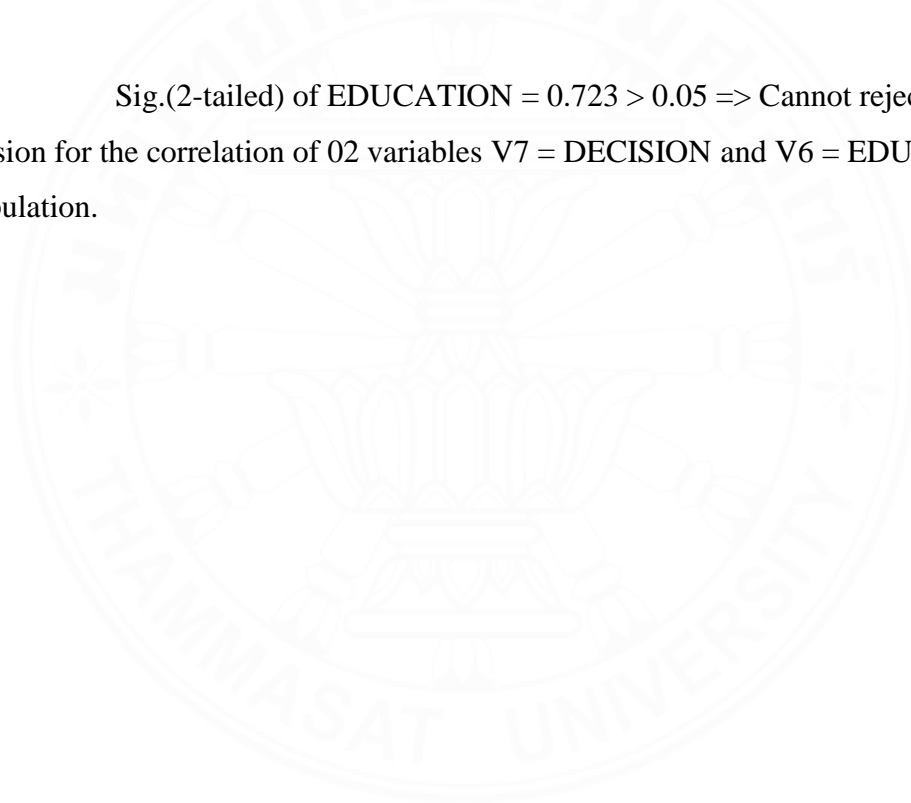 Sig.(2-tailed) of EDUCATION = 0.723 > 0.05 => Cannot rejec
sion for the correlation of 02 variables V7 = DECISION and V6 = EDU
ulation.
THAMMASAT UNIVERSITY